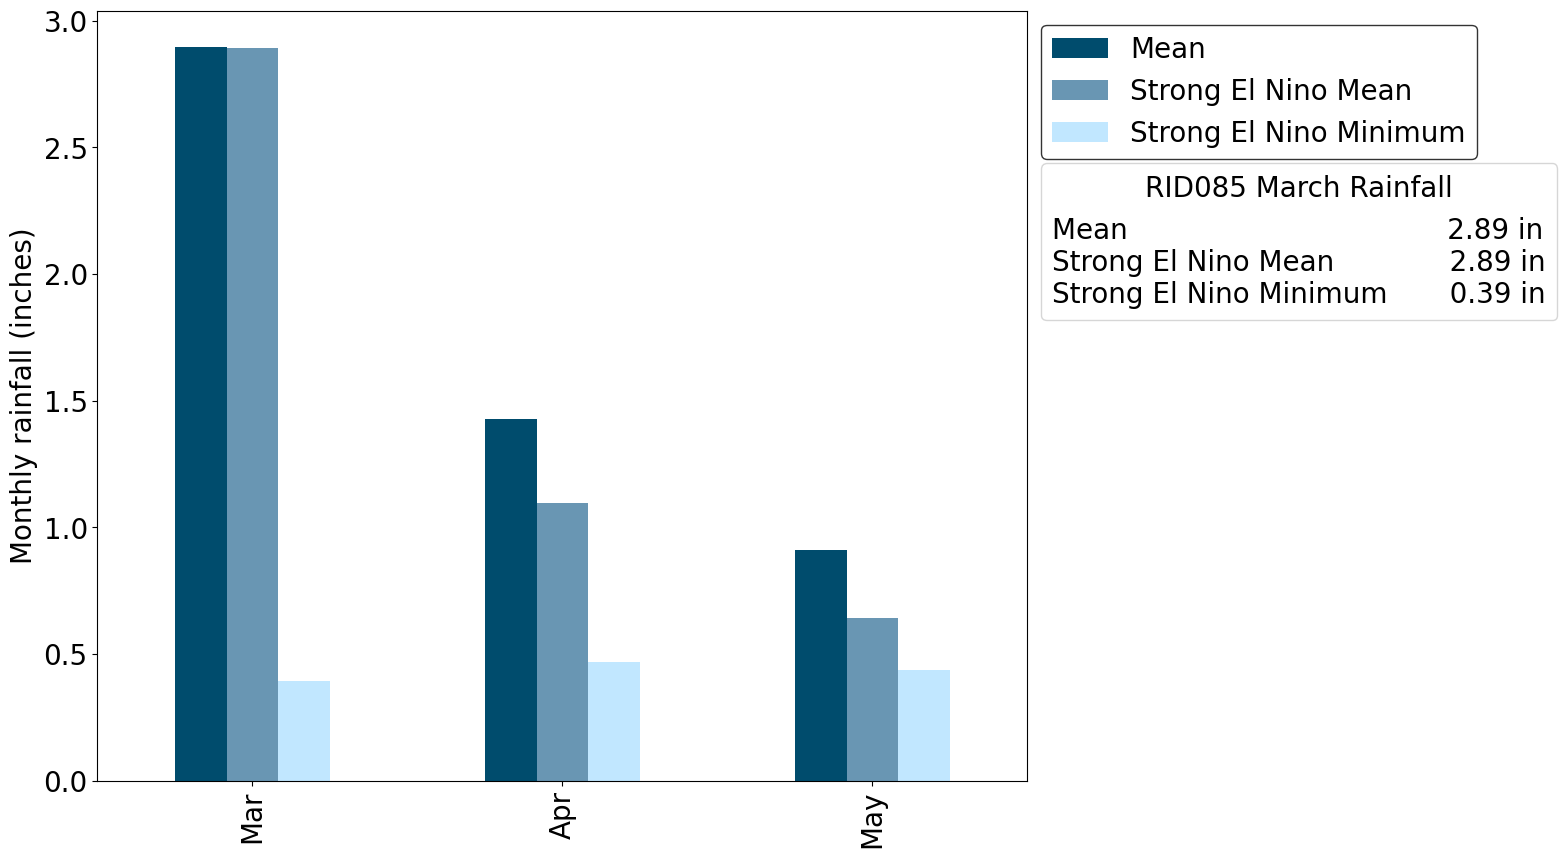 3.0
2.5
2.0
1.5
1.0
0.5
0.0
Monthly rainfall (inches)
Mar
Apr
May
Mean
Strong El Nino Mean
Strong El Nino Minimum
RID085 March Rainfall
Mean 2.89 in
Strong El Nino Mean 2.89 in
Strong El Nino Minimum 0.39 in